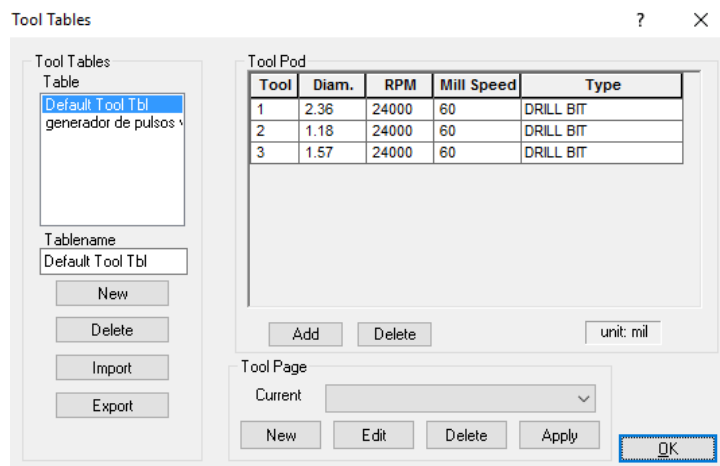 Tool Tables
? X
Tool Tables
Table
Default Tool Tbl
generador de pulsos
Tablename
Default Tool Tbl
New
Delete
Import
Export
Tool Pod
Tool Diam. RPM Mill Speed Type
1 2.36 24000 60 DRILL BIT
2 1.18 24000 60 DRILL BIT
3 1.57 24000 60 DRILL BIT
Add Delete unit: mil
Tool Page
Current
New Edit Delete Apply
OK